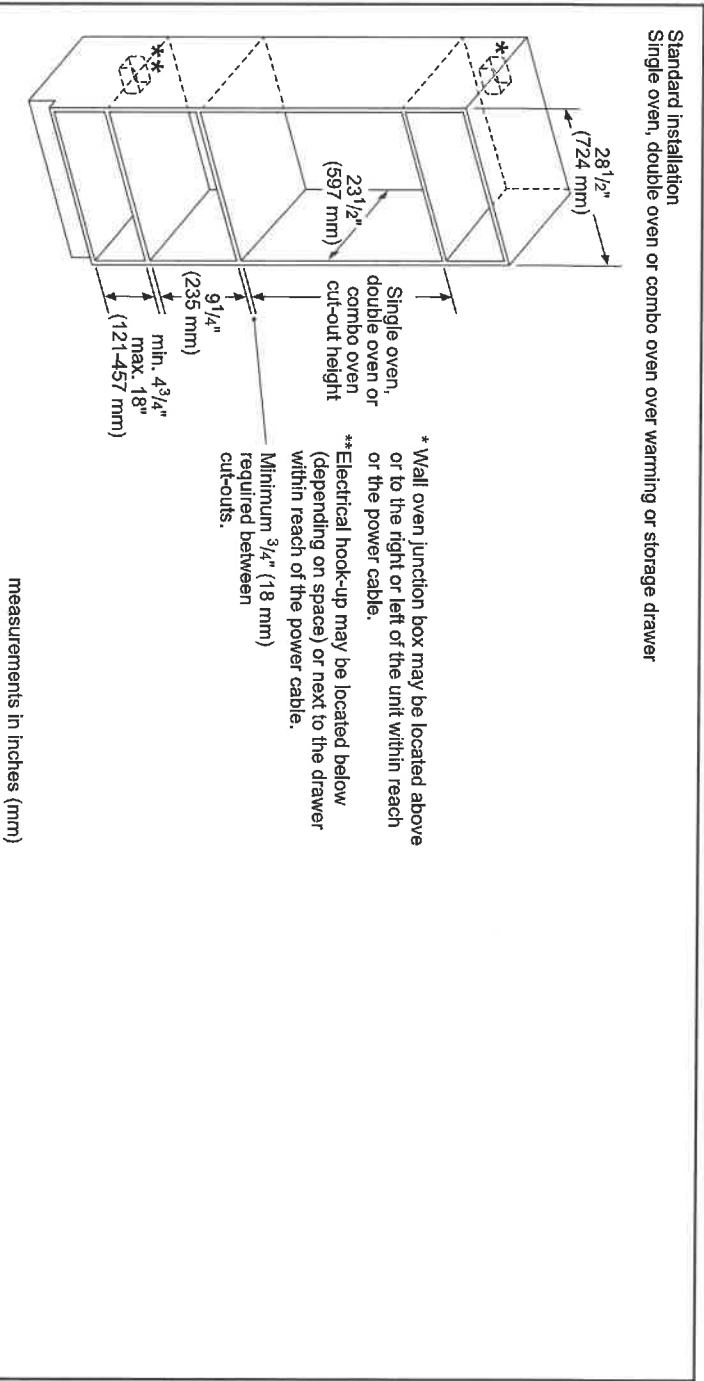 Standard installation
Single oven, double oven or combo oven over warming or storage drawer
28 1/2"
(724 mm)
*
23 1/2"
(597 mm)
Single oven,
double oven or
combo oven
cut-out height
**
9 1/4"
(235 mm)
min. 4 3/4"
max. 18"
(121-457 mm)
* Wall oven junction box may be located above
or to the right or left of the unit within reach
or the power cable.
**Electrical hook-up may be located below
(depending on space) or next to the drawer
within reach of the power cable.
Minimum 3/4" (18 mm)
required between
cut-outs.
measurements in inches (mm)